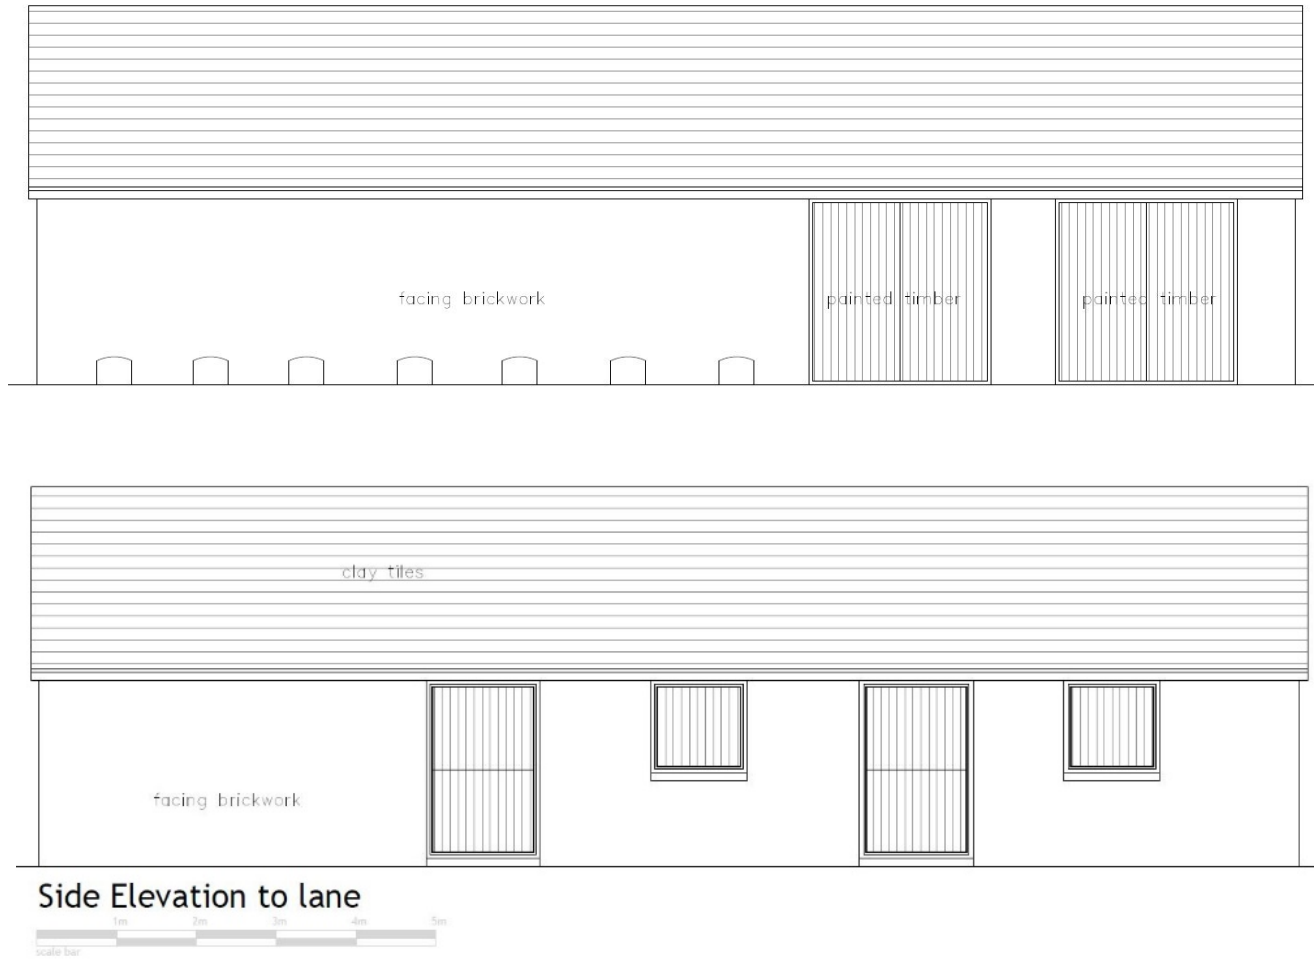 facing brickwork
painted timber
painted timber
clay tiles
facing brickwork
Side Elevation to lane
1m 2m 3m 4m 5m
scale bar